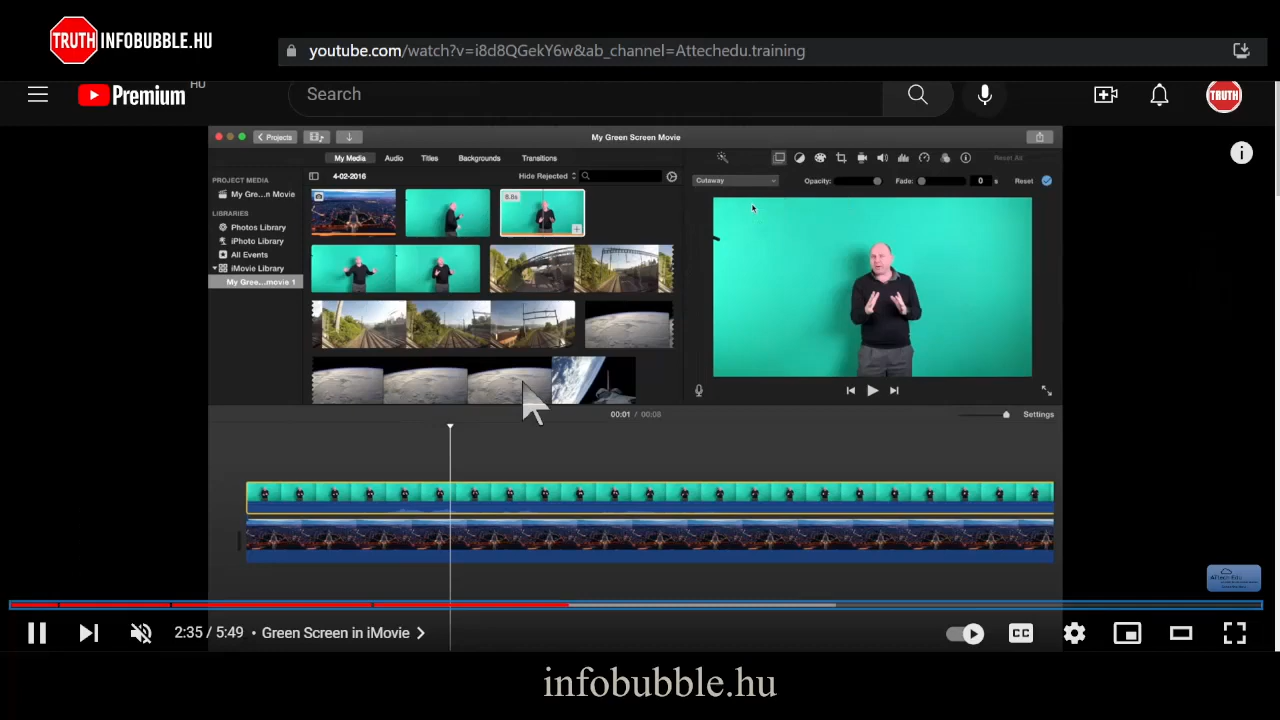 TRUTH INFOBUBBLE.HU
youtube.com/watch?v=i8d8QGekY6w&ab_channel=Attechedu.training
HU
Premium
Search
TRUTH
Projects
My Green Screen Movie
My Media Audio Titles Backgrounds Transitions
Reset All
4-02-2016
Hide Rejected
Cutaway
Opacity:
Fade:
0 s
Reset
PROJECT MEDIA
My Gre...n Movie
LIBRARIES
Photos Library
iPhoto Library
All Events
iMovie Library
My Gree...movie 1
6.8s
00:01 / 00:08
Settings
2:35 / 5:49 • Green Screen in iMovie
CC
infobubble.hu